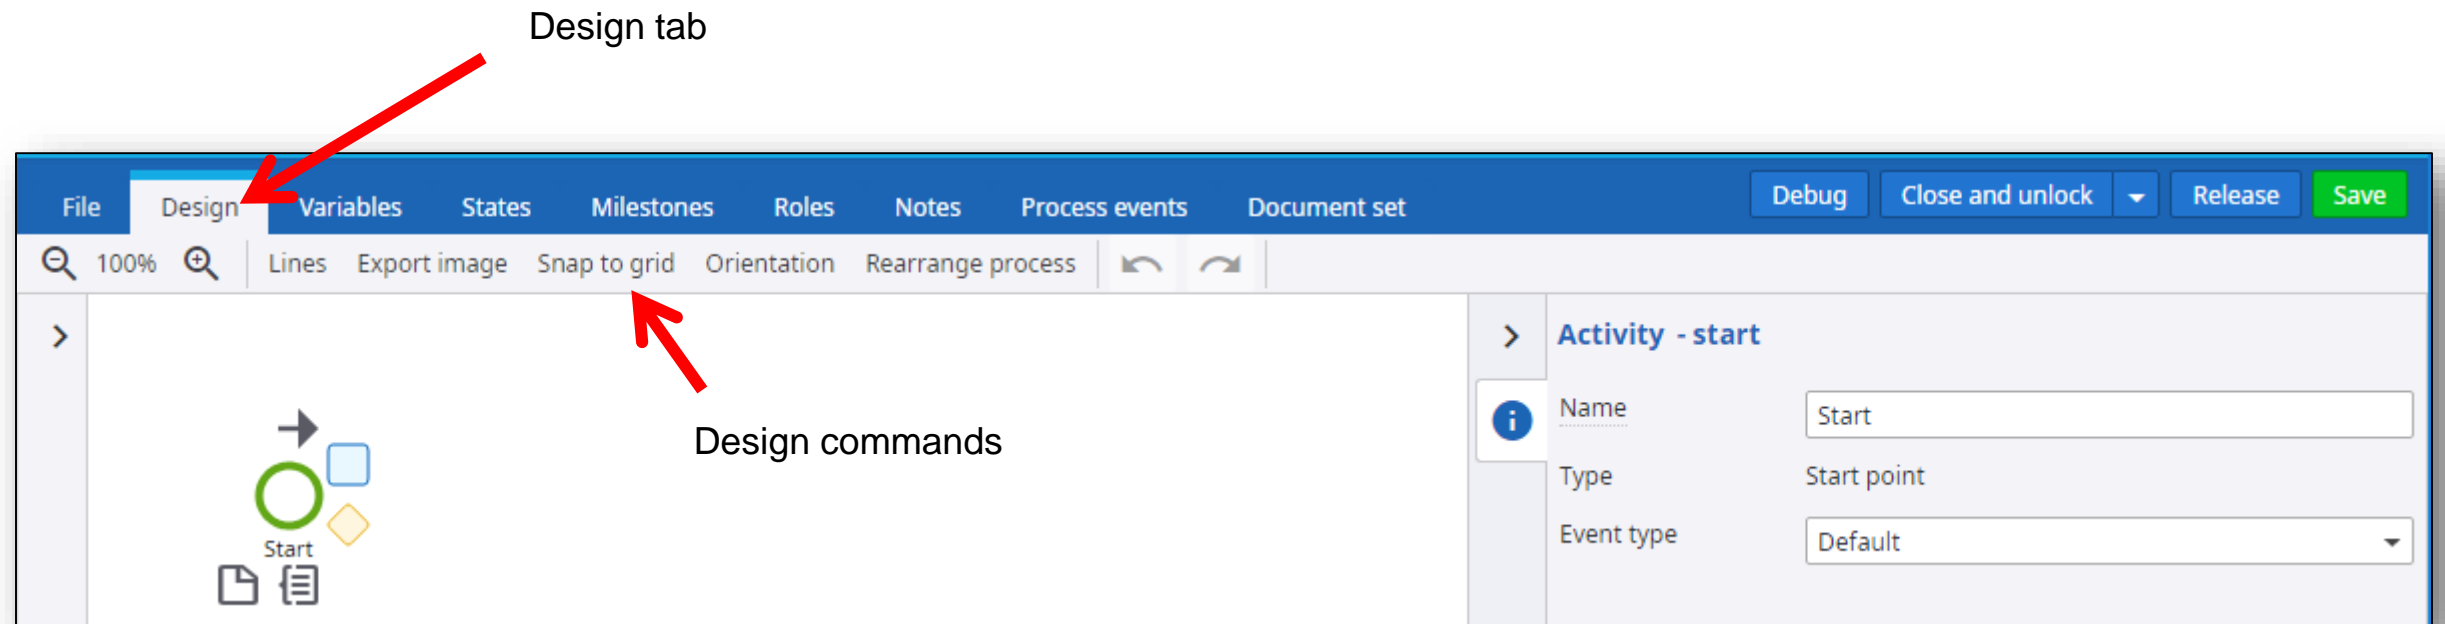 Design tab
File Design Variables States Milestones Roles Notes Process events Document set Debug Close and unlock Release Save
100% Lines Export image Snap to grid Orientation Rearrange process
Activity - start
Name Start
Design commands
Type Start point
Event type Default
Start